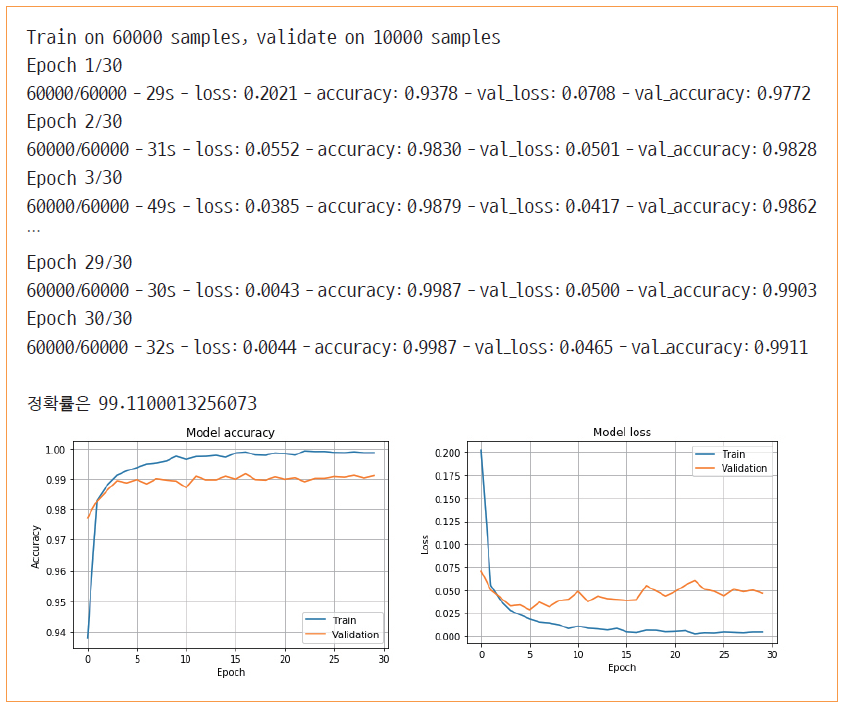 Train on 60000 samples, validate on 10000 samples
Epoch 1/30
60000/60000 - 29s - loss: 0.2021 - accuracy: 0.9378 - val_loss: 0.0708 - val_accuracy: 0.9772
Epoch 2/30
60000/60000 - 31s - loss: 0.0552 - accuracy: 0.9830 - val_loss: 0.0501 - val_accuracy: 0.9828
Epoch 3/30
60000/60000 - 49s - loss: 0.0385 - accuracy: 0.9879 - val_loss: 0.0417 - val_accuracy: 0.9862
...
Epoch 29/30
60000/60000 - 30s - loss: 0.0043 - accuracy: 0.9987 - val_loss: 0.0500 - val_accuracy: 0.9903
Epoch 30/30
60000/60000 - 32s - loss: 0.0044 - accuracy: 0.9987 - val_loss: 0.0465 - val_accuracy: 0.9911
정확률은 99.1100013256073
Model accuracy
1.00
0.99
0.98
0.97
0.96
0.95
0.94
Accuracy
Train
Validation
0 5 10 15 20 25 30
Epoch
Model loss
0.200
0.175
0.150
0.125
0.100
0.075
0.050
0.025
0.000
Loss
Train
Validation
0 5 10 15 20 25 30
Epoch